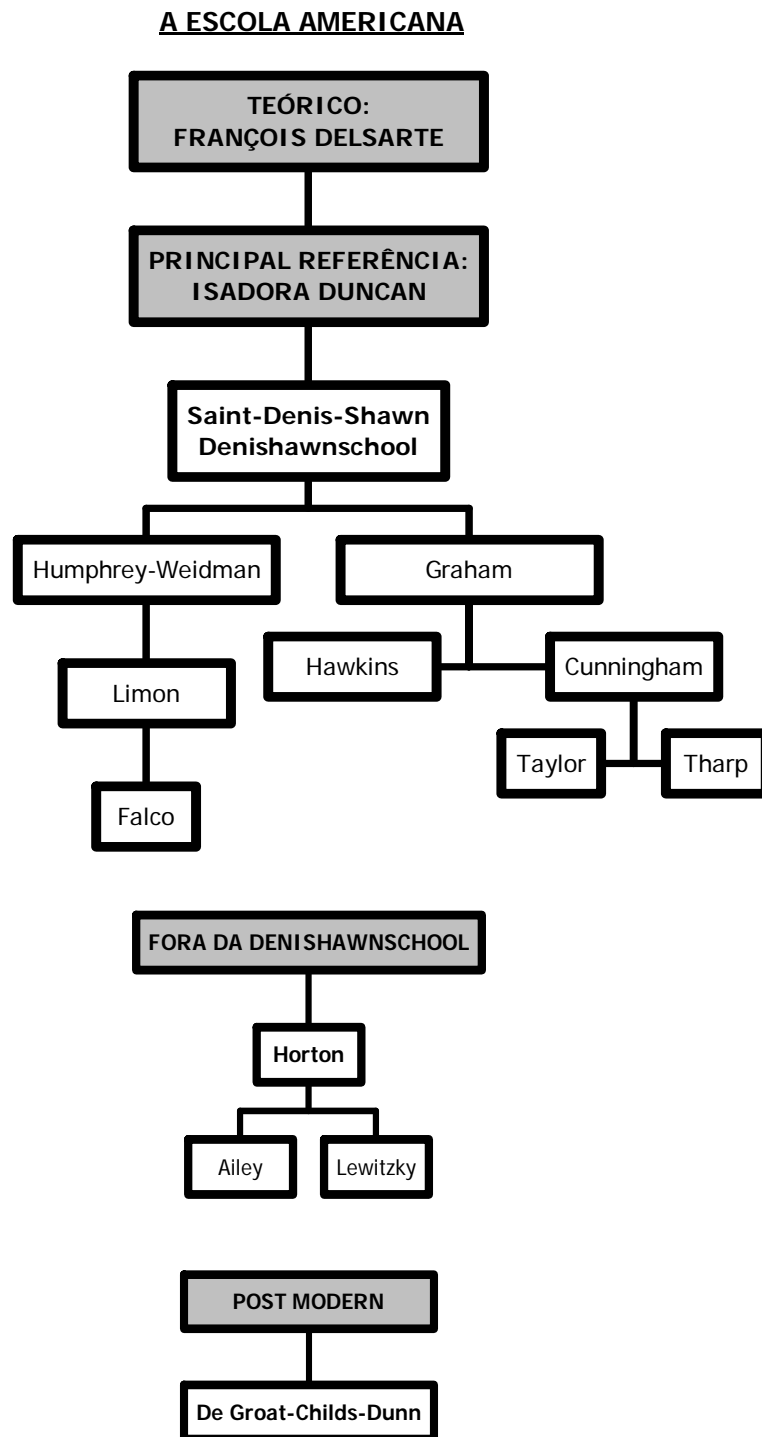 A ESCOLA AMERICANA
TEÓRICO:
FRANÇOIS DELSARTE
PRINCIPAL REFERÊNCIA:
ISADORA DUNCAN
Saint-Denis-Shawn
Denishawnschool
Humphrey-Weidman
Graham
Hawkins
Cunningham
Limon
Taylor
Tharp
Falco
FORA DA DENISHAWNSCHOOL
Horton
Ailey
Lewitzky
POST MODERN
De Groat-Childs-Dunn